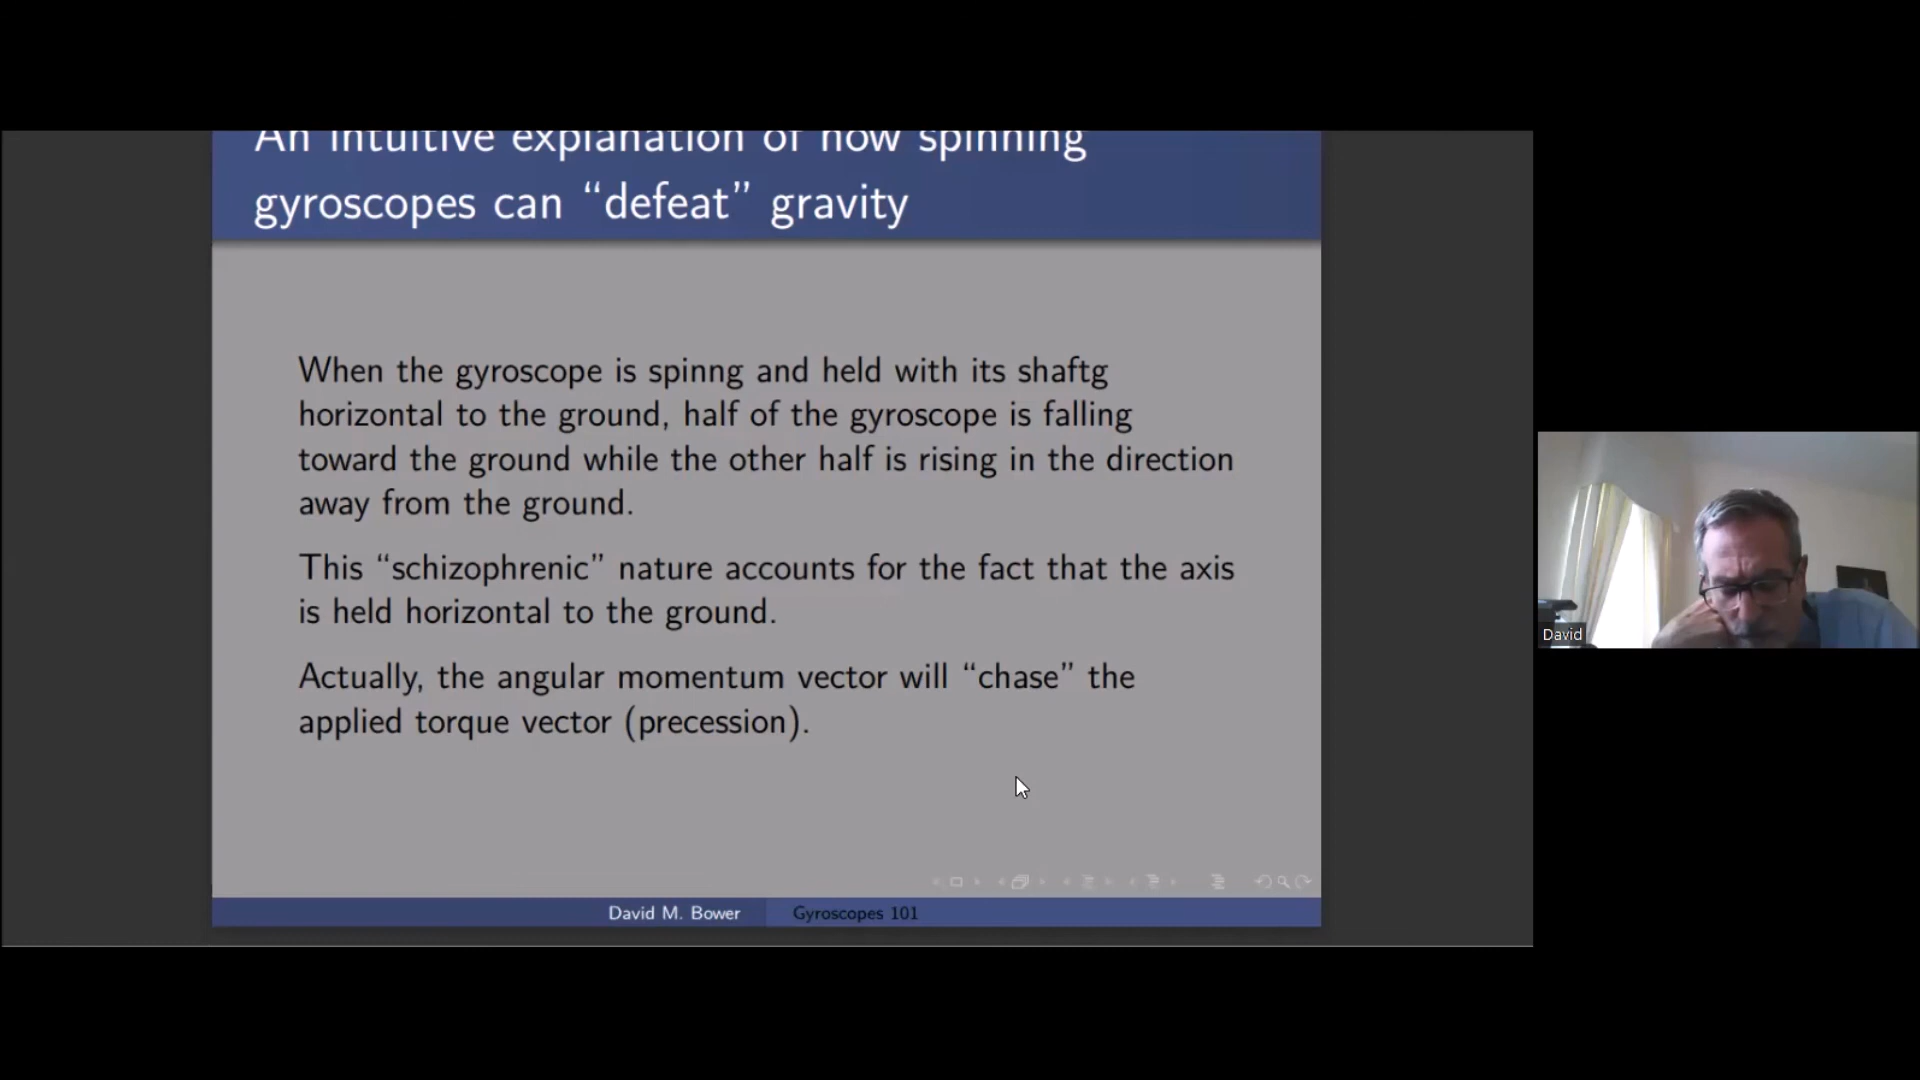 An intuitive explanation of how spinning
gyroscopes can “defeat” gravity
When the gyroscope is spinng and held with its shaftg
horizontal to the ground, half of the gyroscope is falling
toward the ground while the other half is rising in the direction
away from the ground.
This “schizophrenic” nature accounts for the fact that the axis
is held horizontal to the ground.
Actually, the angular momentum vector will “chase” the
applied torque vector (precession).
David M. Bower
Gyroscopes 101
David